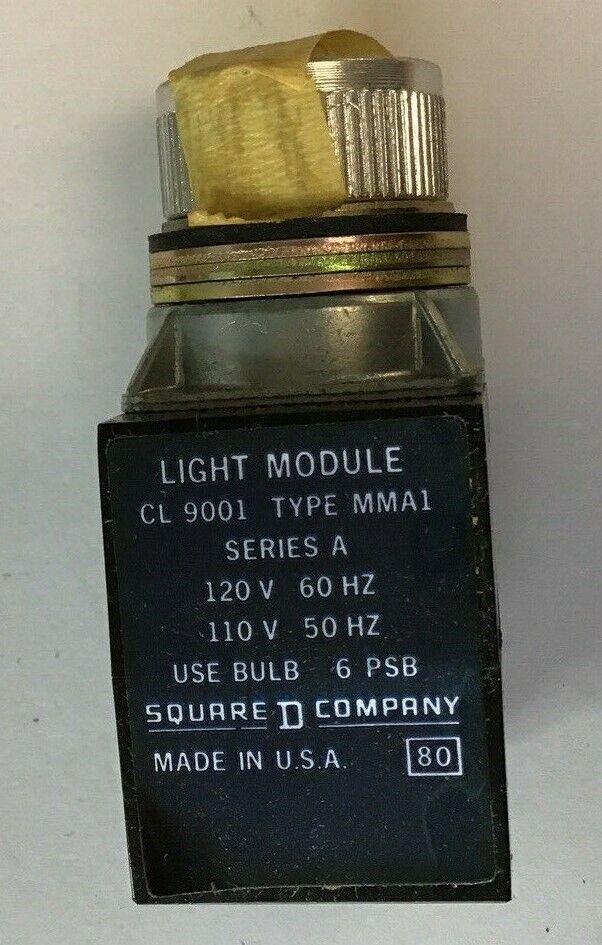 LIGHT MODULE
CL 9001 TYPE MMA1
SERIES A
120 V 60 HZ
110 V 50 HZ
USE BULB 6 PSB
SQUARE D COMPANY
MADE IN U.S.A. 80